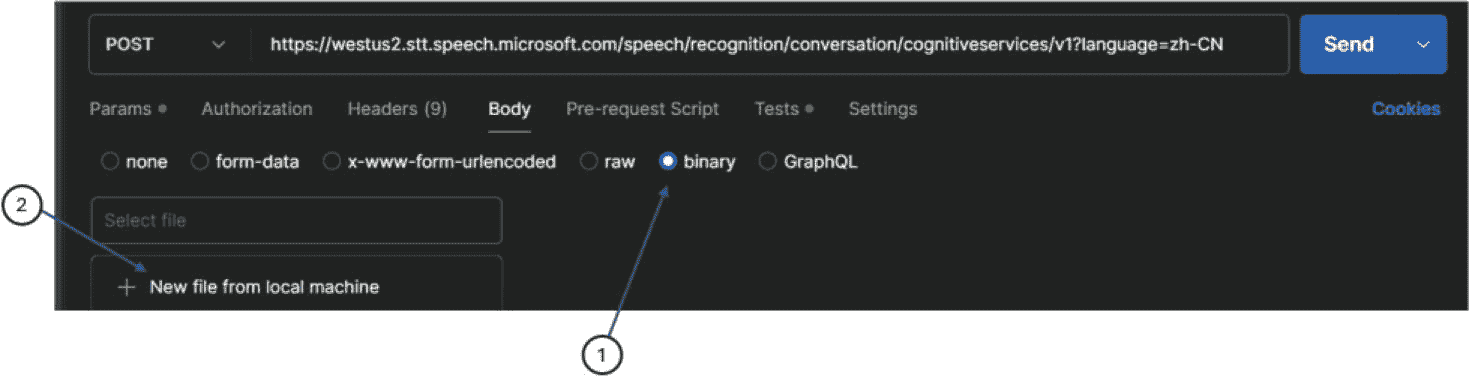 POST https://westus2.stt.speech.microsoft.com/speech/recognition/conversation/cognitiveservices/v1?language=zh-CN Send
Params Authorization Headers (9) Body Pre-request Script Tests Settings Cookies
none form-data x-www-form-urlencoded raw binary GraphQL
2
Select file
New file from local machine
1